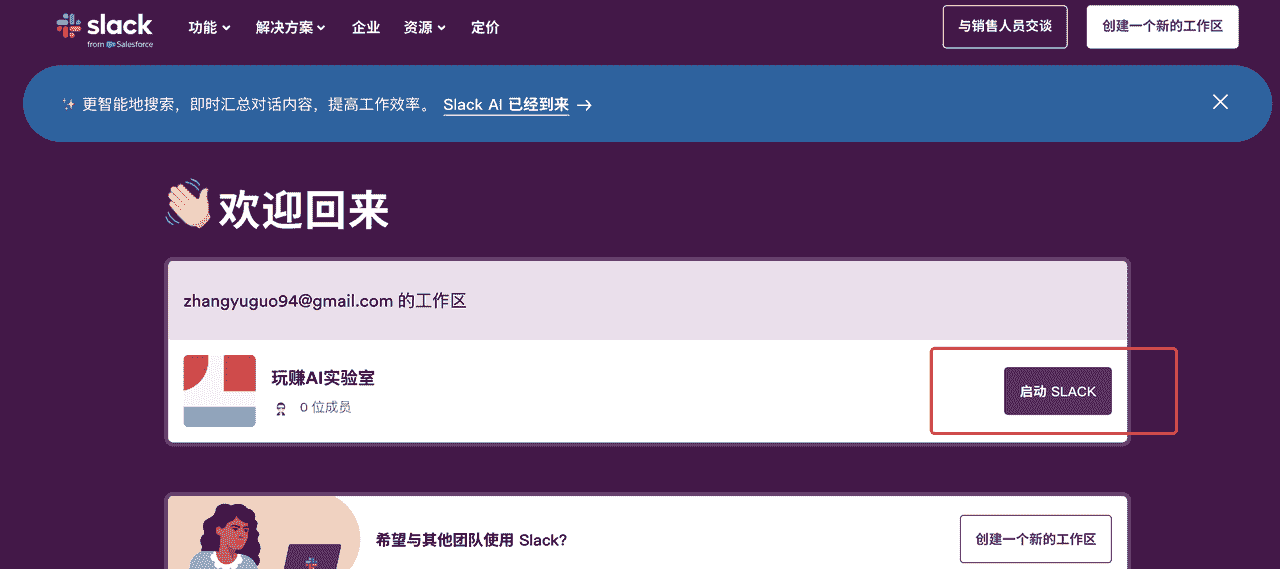 slack
from Salesforce
功能 解决方案 企业 资源 定价 与销售人员交谈 创建一个新的工作区
更智能地搜索，即时汇总对话内容，提高工作效率。 Slack AI 已经到来 →
欢迎回来
zhangyuguo94@gmail.com 的工作区
玩赚AI实验室
0 位成员
启动 SLACK
希望与其他团队使用 Slack?
创建一个新的工作区